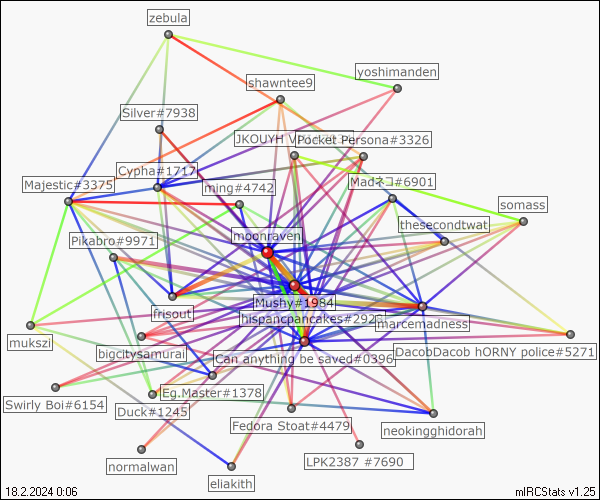 zebula
yoshimanden
shawntee9
Silver#7938
JKOUYH V
Pocket Persona#3326
Cypha#1717
Majestic#3375
ming#4742
Madネコ#6901
somass
thesecondtwat
moonraven
Pikabro#9971
Mushy#1984
frisout
hispancpancakes#292
marcemadness
mukszi
bigcitysamurai
Can anything be saved#0396
DacobDacob hORNY police#5271
Eg.Master#1378
Swirly Boi#6154
Duck#1245
Fedora Stoat#4479
neokingghidorah
normalwan
LPK2387 #7690
eliakith
18.2.2024 0:06
mIRCStats v1.25